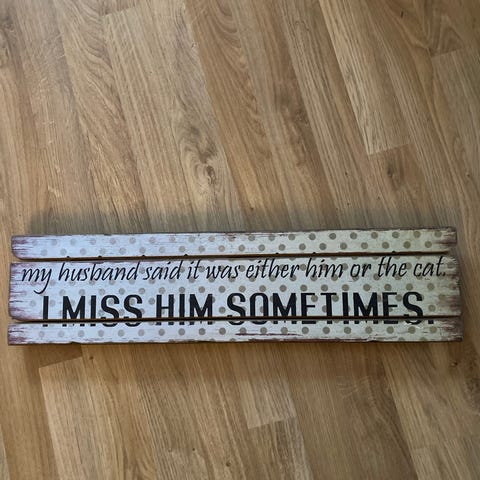 my husband said it was either him or the cat.
I MISS HIM SOMETIMES.